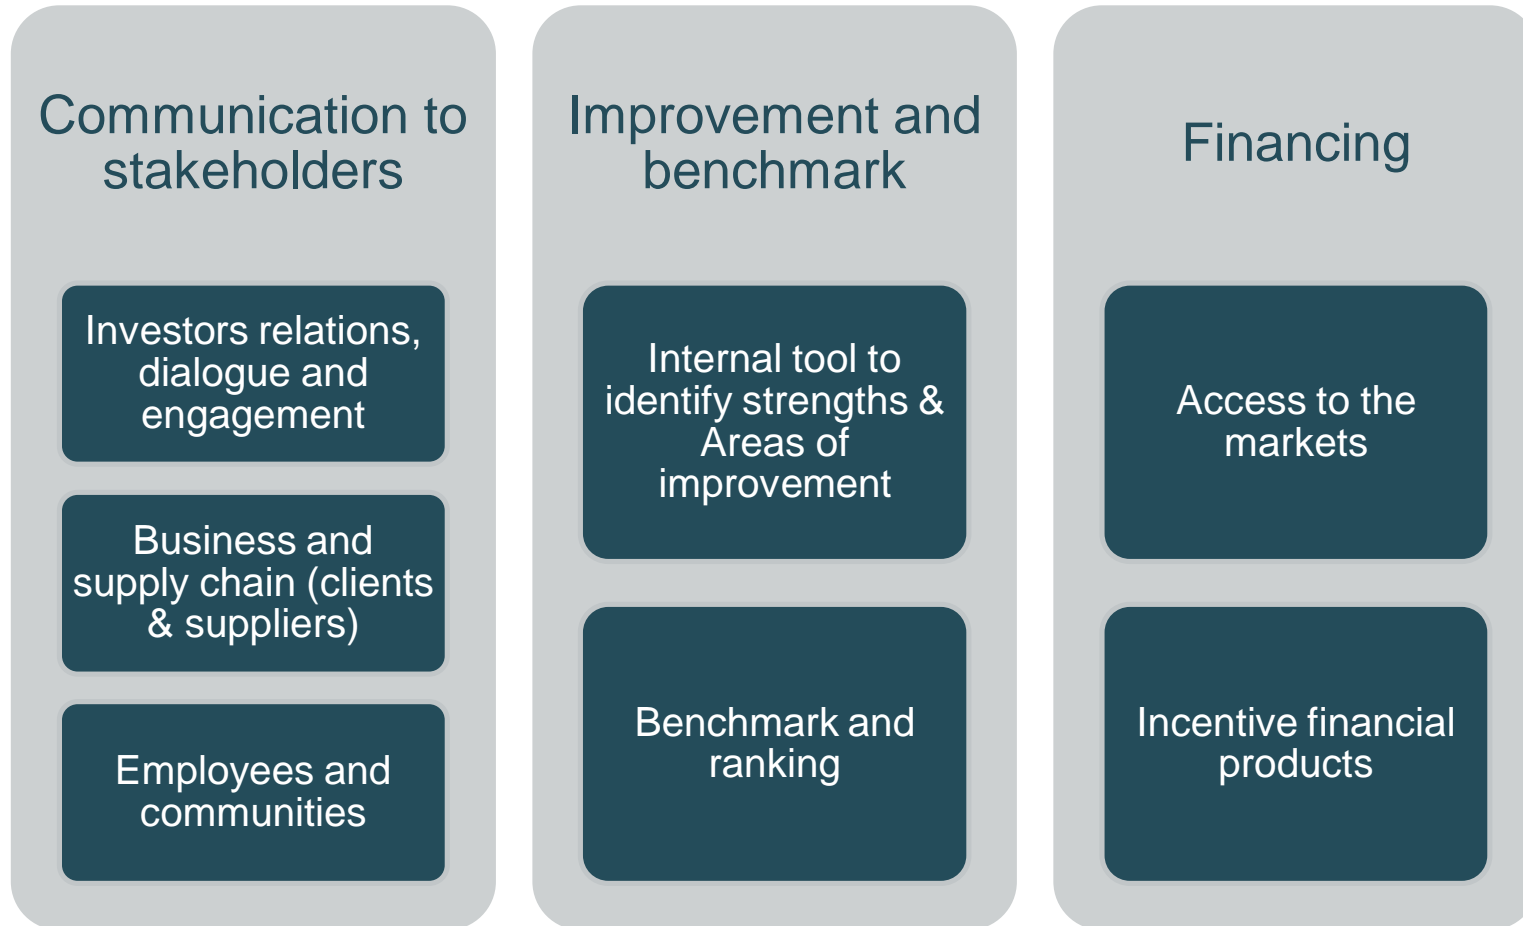 Communication to
stakeholders
Investors relations,
dialogue and
engagement
Business and
supply chain (clients
& suppliers)
Employees and
communities
Improvement and
benchmark
Internal tool to
identify strengths &
Areas of
improvement
Benchmark and
ranking
Financing
Access to the
markets
Incentive financial
products